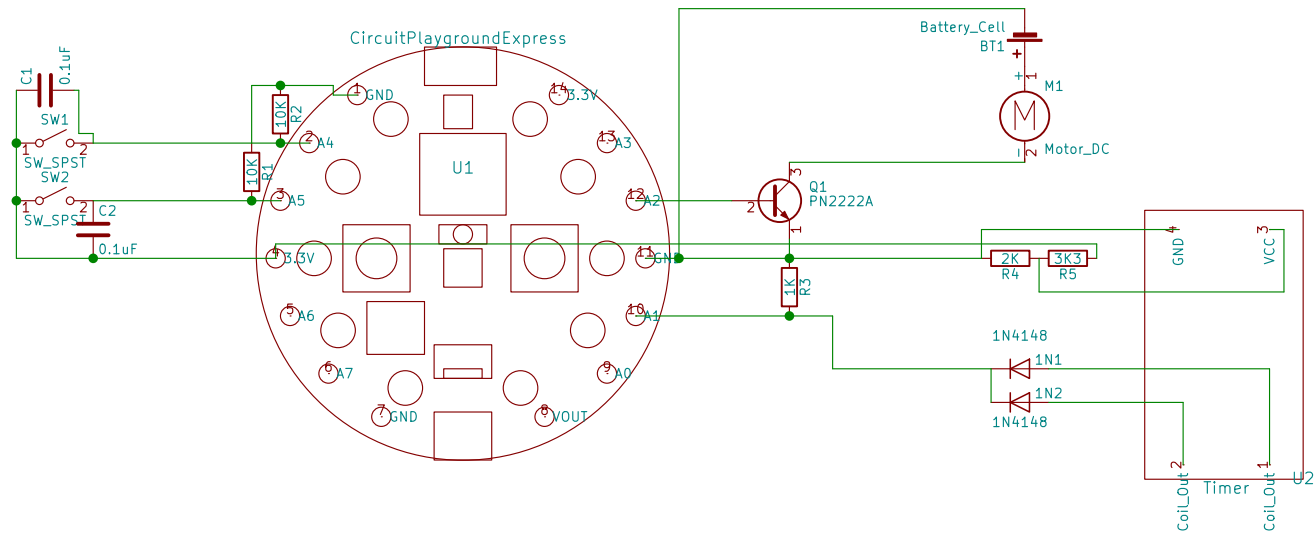 CircuitPlaygroundExpress
Battery_Cell
BT1
+
C1
0.1uF
SW1
1
2
SW_SPST
SW2
1
2
SW_SPST
C2
0.1uF
10K
R2
10K
R1
U1
1
GND
2
A4
3
A5
4
3.3V
5
A6
6
A7
7
GND
8
VOUT
9
A0
10
A1
11
GND
12
A2
13
A3
14
3.3V
+
1
M1
M
Motor_DC
-
2
3
Q1
PN2222A
2
1
1K
R3
2K
R4
3K3
R5
1N4148
1N1
1N2
1N4148
4
GND
3
VCC
2
Coil_Out
1
Coil_Out
Timer
U2